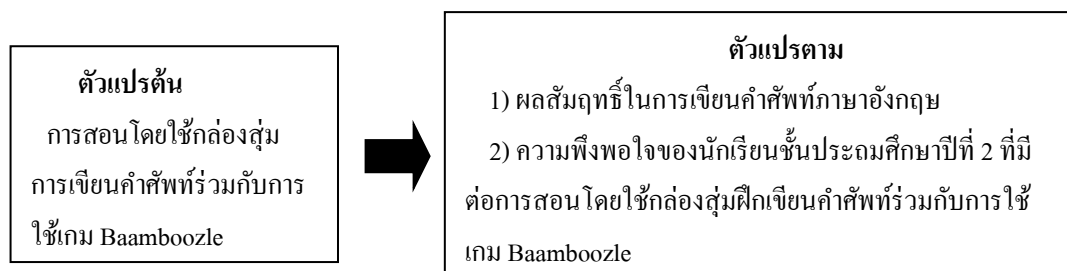 ตัวแปรต้น
การสอนโดยใช้กล่องสุ่ม
การเขียนคำศัพท์ร่วมกับการ
ใช้เกม Baamboozle
ตัวแปรตาม
1) ผลสัมฤทธิ์ในการเขียนคำศัพท์ภาษาอังกฤษ
2) ความพึงพอใจของนักเรียนชั้นประถมศึกษาปีที่ 2 ที่มี
ต่อการสอนโดยใช้กล่องสุ่มฝึกเขียนคำศัพท์ร่วมกับการใช้
เกม Baamboozle